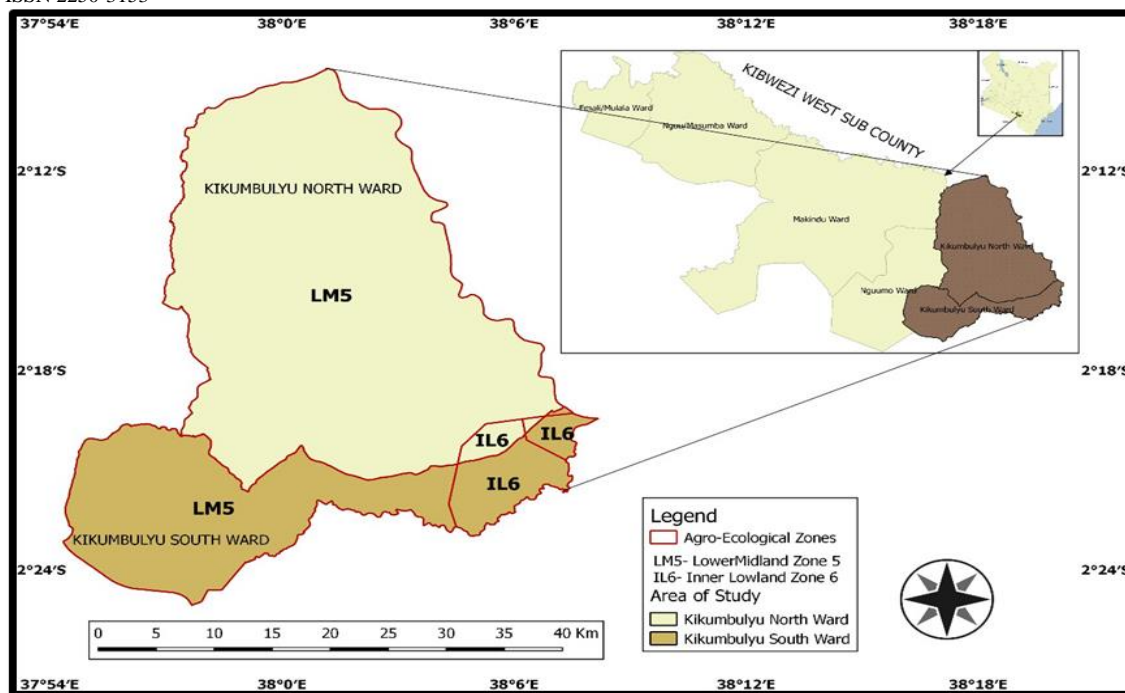 ISSN 2250-3153
37°54'E
38°0'E
38°6'E
38°12'E
38°18'E
KIBWEZI WEST SUB COUNTY
Emali/Mulala Ward
Nguu/Masumba Ward
2°12'S
2°12'S
KIKUMBULYU NORTH WARD
Makindu Ward
Kikumbulyu North Ward
LM5
Nguumo Ward
Kikumbulyu South Ward
2°18'S
2°18'S
IL6
IL6
IL6
LM5
KIKUMBULYU SOUTH WARD
Legend
Agro-Ecological Zones
LM5- LowerMidland Zone 5
IL6- Inner Lowland Zone 6
Area of Study
Kikumbulyu North Ward
Kikumbulyu South Ward
2°24'S
2°24'S
0 5 10 15 20 25 30 35 40 Km
37°54'E
38°0'E
38°6'E
38°12'E
38°18'E